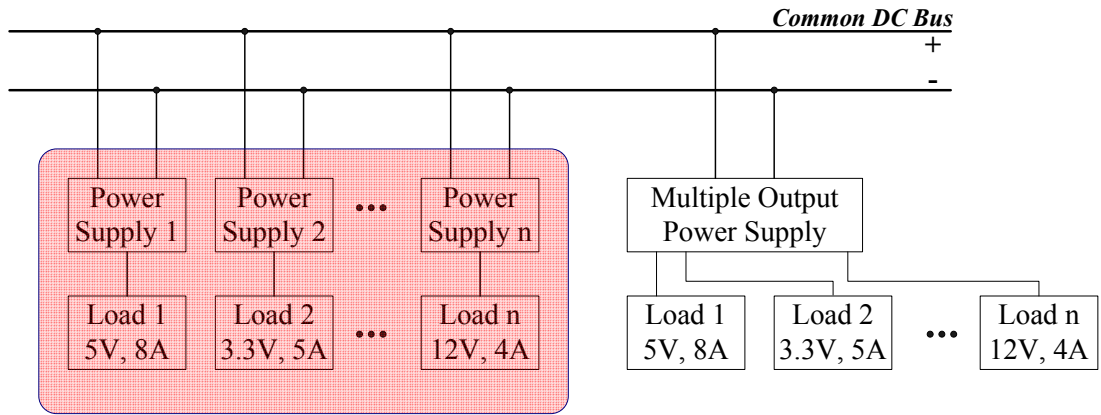 Common DC Bus
+
-
Power
Supply 1
Power
Supply 2
•••
Power
Supply n
Multiple Output
Power Supply
Load 1
5V, 8A
Load 2
3.3V, 5A
•••
Load n
12V, 4A
Load 1
5V, 8A
Load 2
3.3V, 5A
•••
Load n
12V, 4A